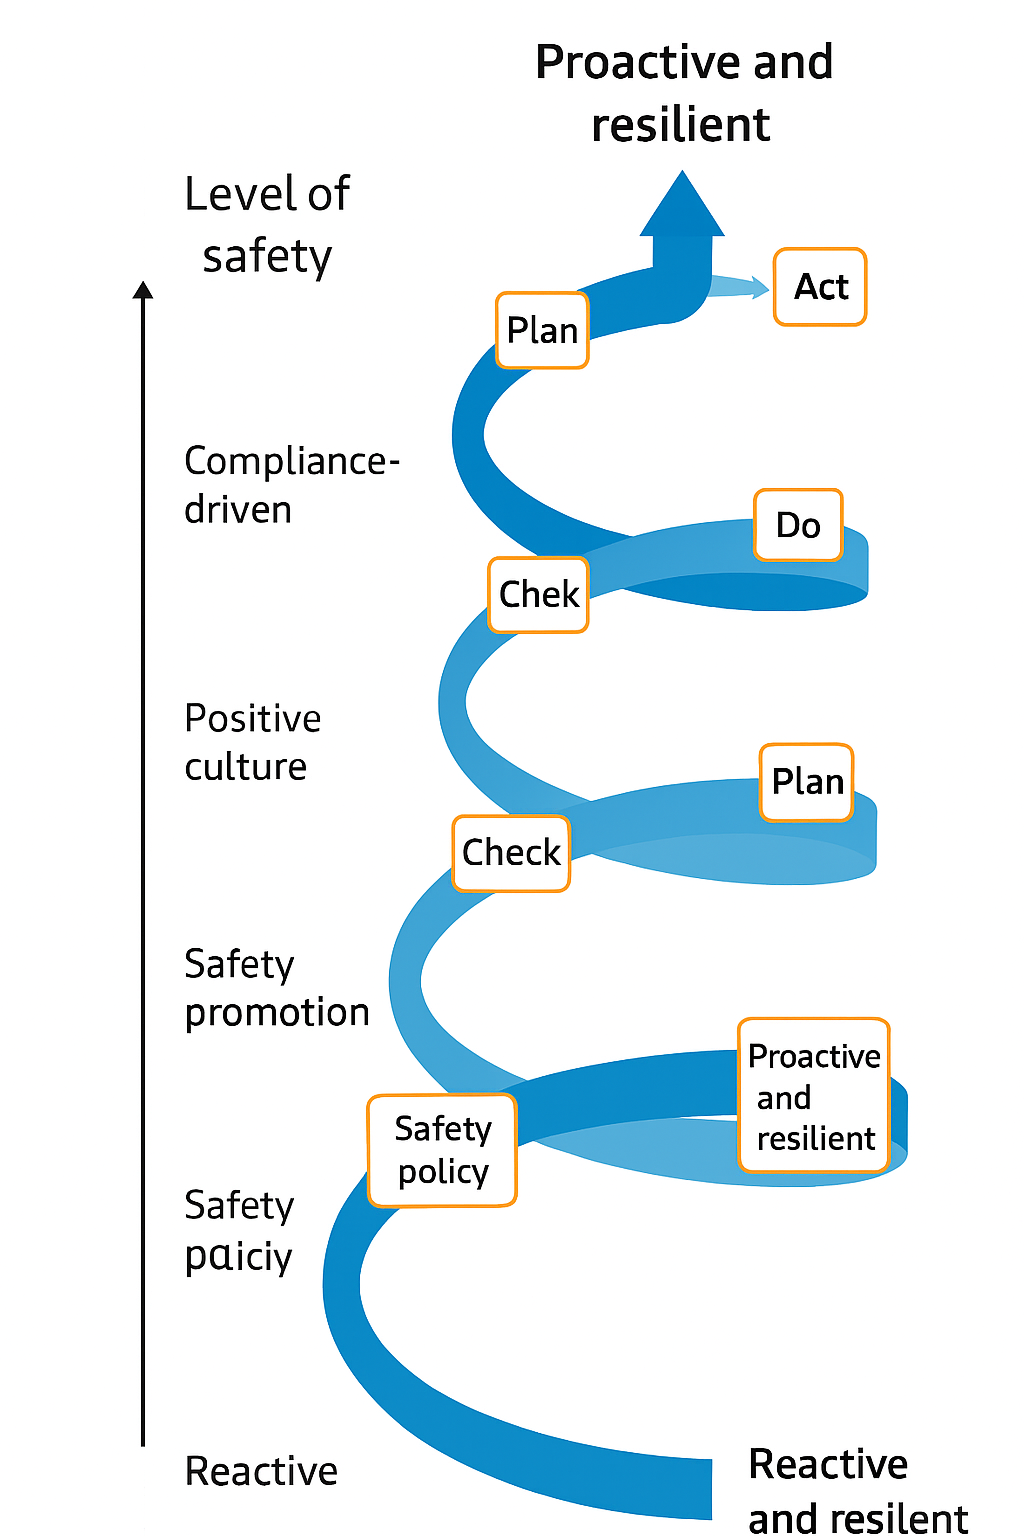 Proactive and
resilient
Level of
safety
Act
Plan
Compliance-
driven
Do
Chek
Positive
culture
Plan
Check
Safety
promotion
Proactive
and
resilient
Safety
policy
Safety
pɑiciy
Reactive
Reactive
and resilent